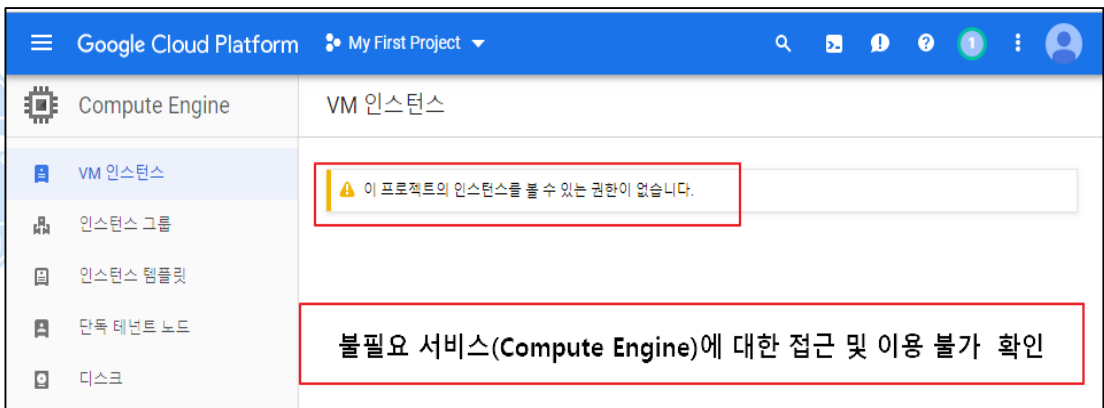 Google Cloud Platform My First Project 1
Compute Engine VM 인스턴스
VM 인스턴스
이 프로젝트의 인스턴스를 볼 수 있는 권한이 없습니다.
인스턴스 그룹
인스턴스 템플릿
단독 테넌트 노드
불필요 서비스(Compute Engine)에 대한 접근 및 이용 불가 확인
디스크